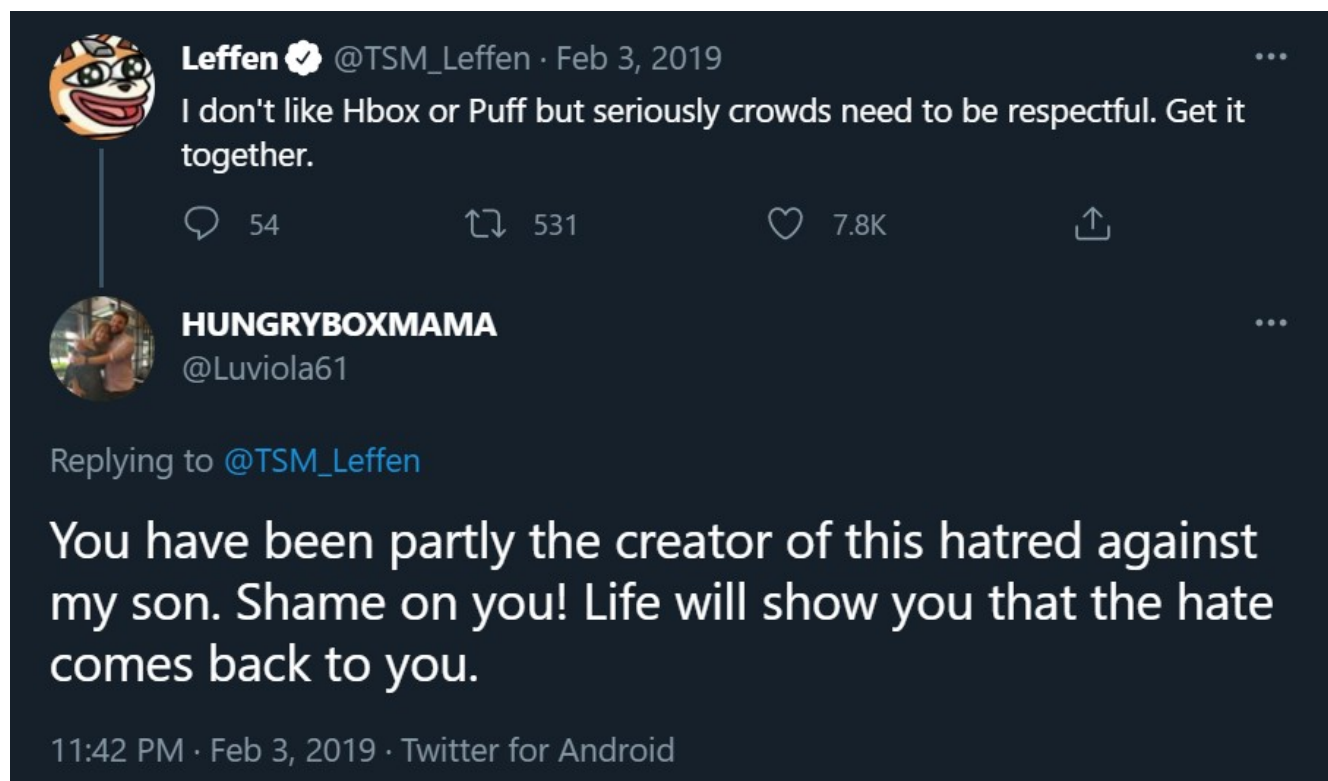 Leffen @TSM_Leffen · Feb 3, 2019
I don't like Hbox or Puff but seriously crowds need to be respectful. Get it
together.
54 531 7.8K
HUNGRYBOXMAMA
@Luviola61
Replying to @TSM_Leffen
You have been partly the creator of this hatred against
my son. Shame on you! Life will show you that the hate
comes back to you.
11:42 PM · Feb 3, 2019 · Twitter for Android